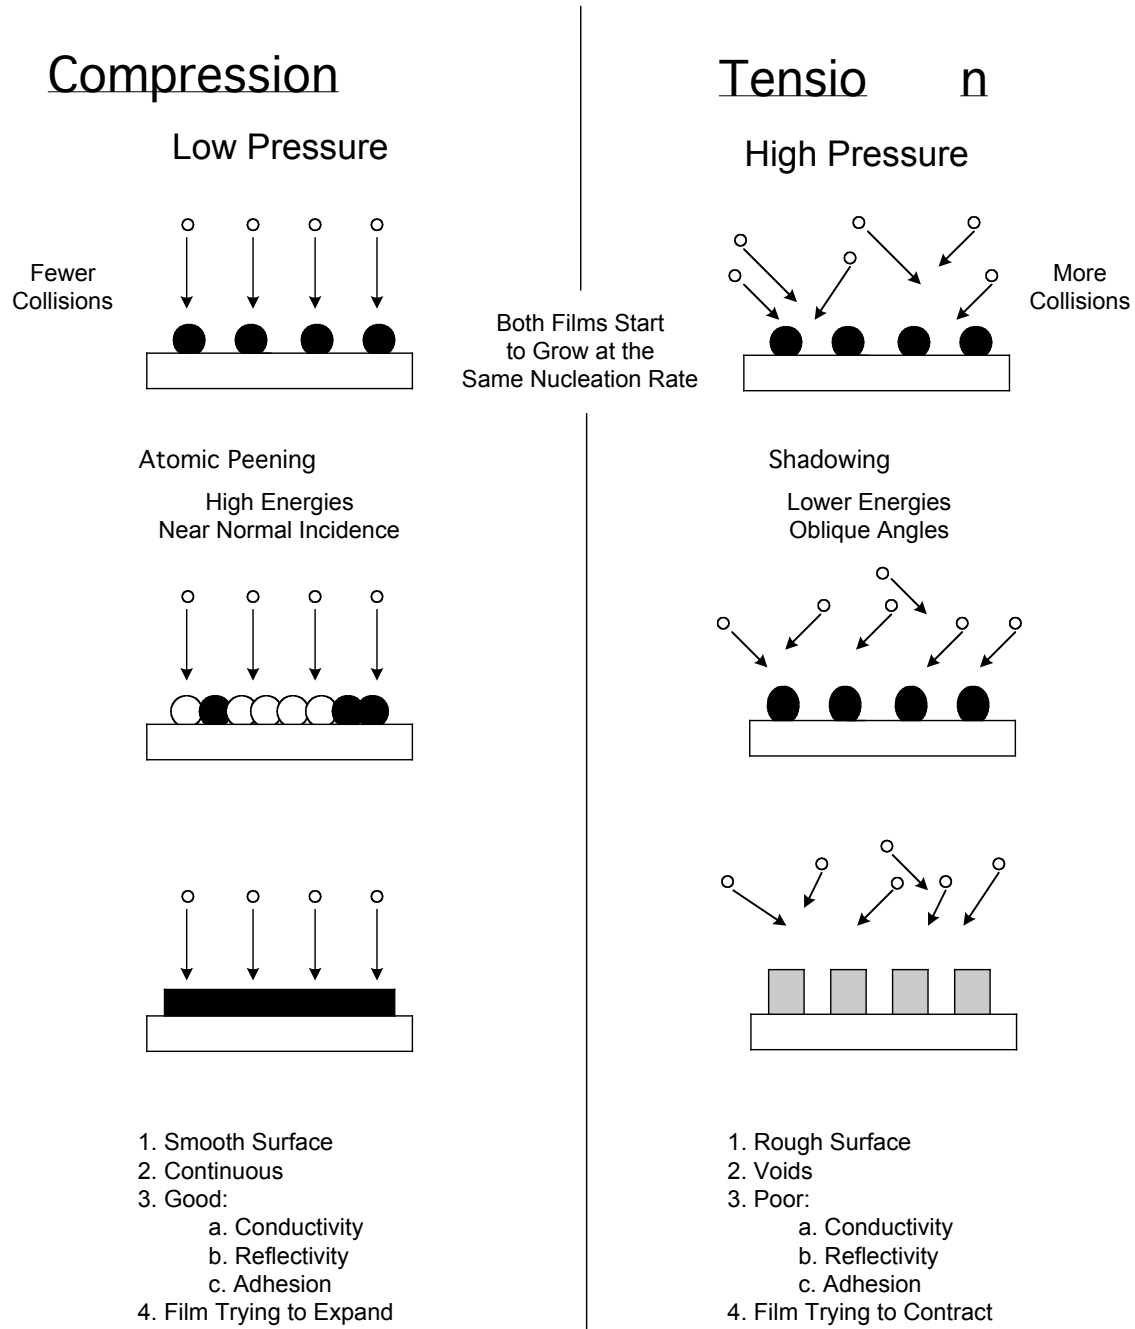 Compression
Low Pressure
Fewer
Collisions
Tensio n
High Pressure
More
Collisions
Both Films Start
to Grow at the
Same Nucleation Rate
Atomic Peening
High Energies
Near Normal Incidence
Shadowing
Lower Energies
Oblique Angles
1. Smooth Surface
2. Continuous
3. Good:
a. Conductivity
b. Reflectivity
c. Adhesion
4. Film Trying to Expand
1. Rough Surface
2. Voids
3. Poor:
a. Conductivity
b. Reflectivity
c. Adhesion
4. Film Trying to Contract